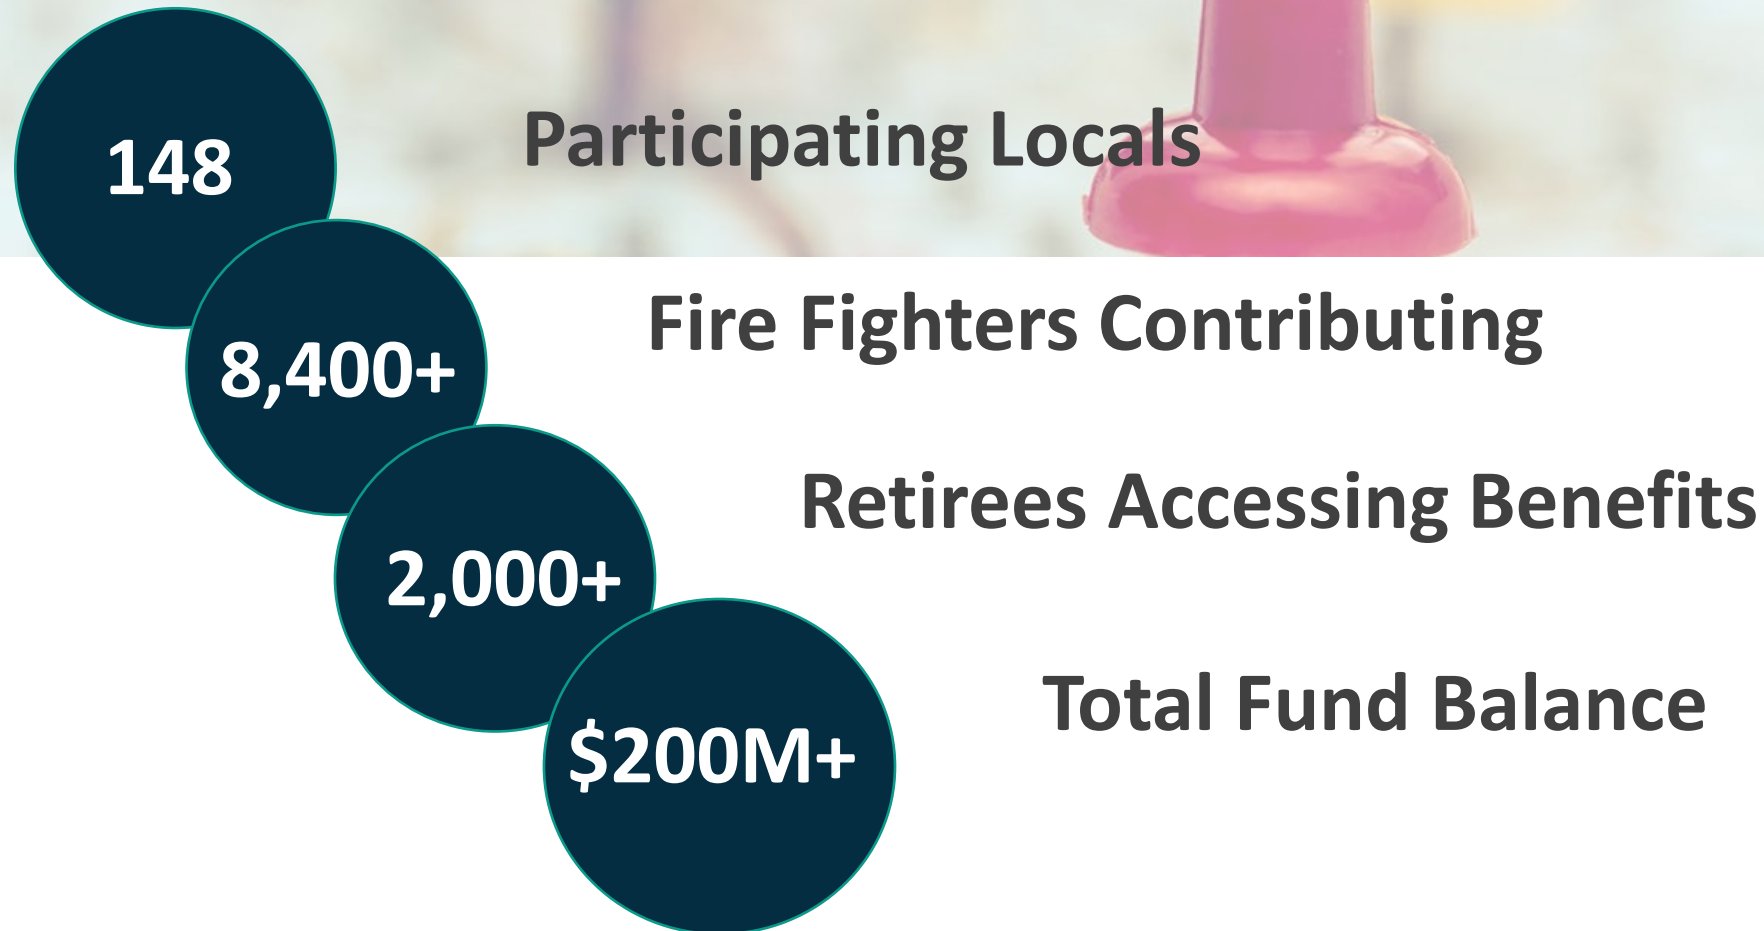 148
Participating Locals
8,400+
Fire Fighters Contributing
2,000+
Retirees Accessing Benefits
$200M+
Total Fund Balance